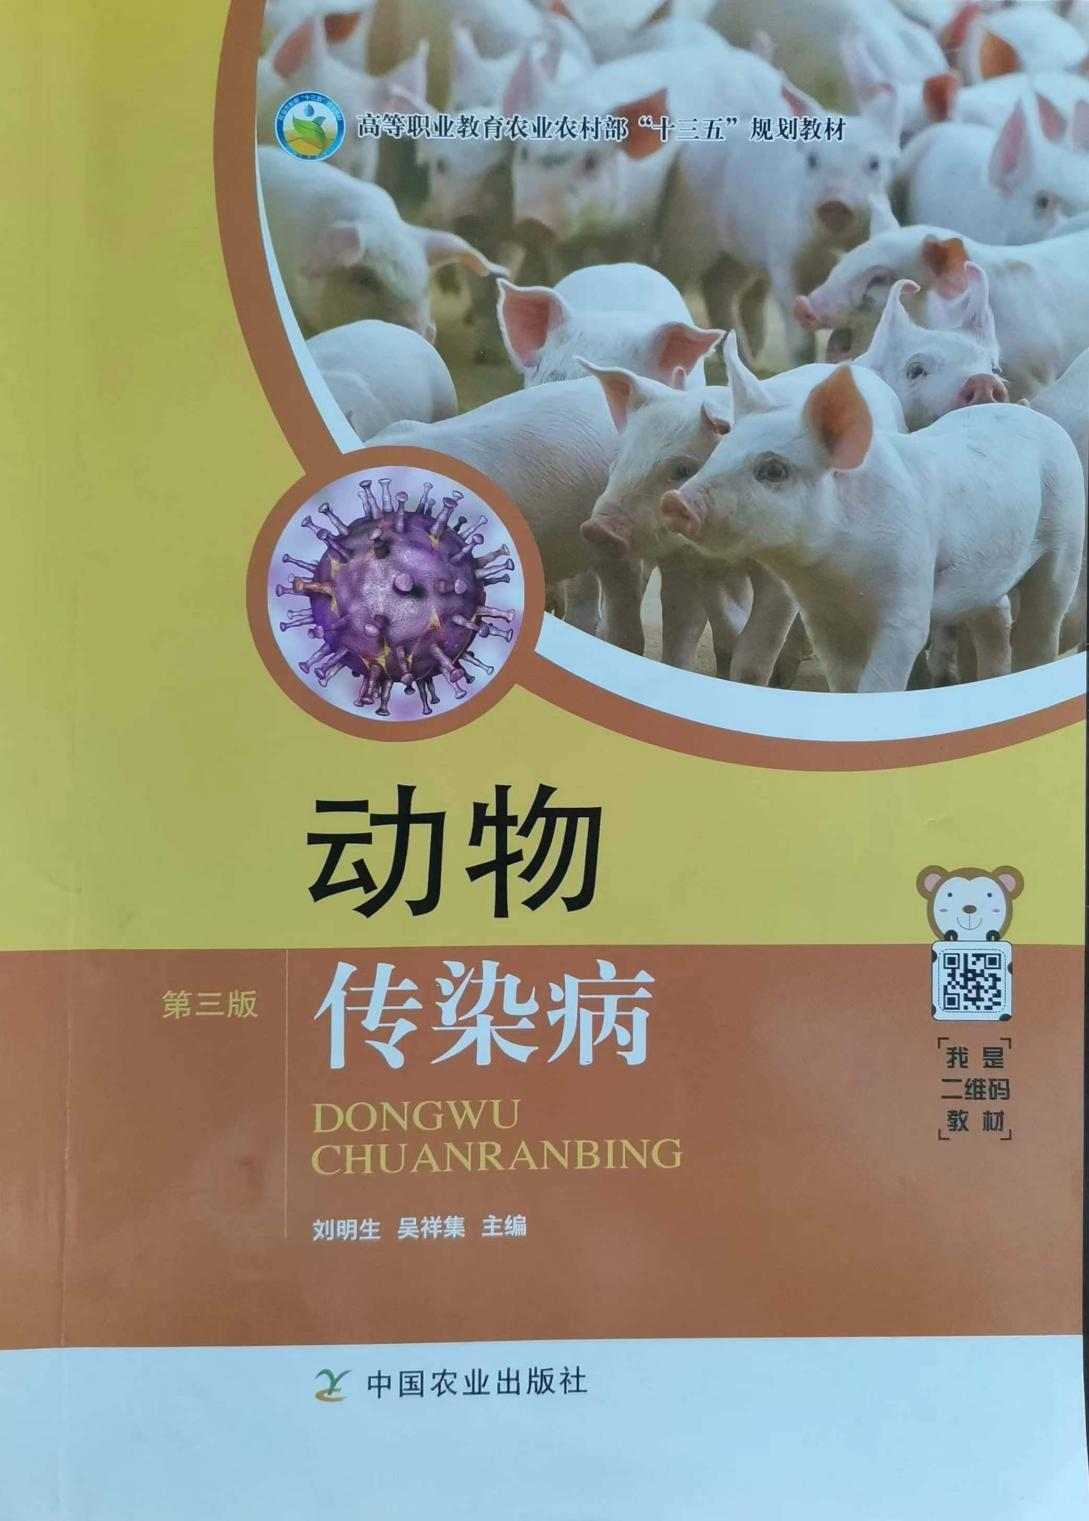 高等职业教育农业农村部“十三五”规划教材
动物
第三版
传染病
DONGWU
CHUANRANBING
刘明生 吴祥集 主编
我是
二维码
教材
中国农业出版社